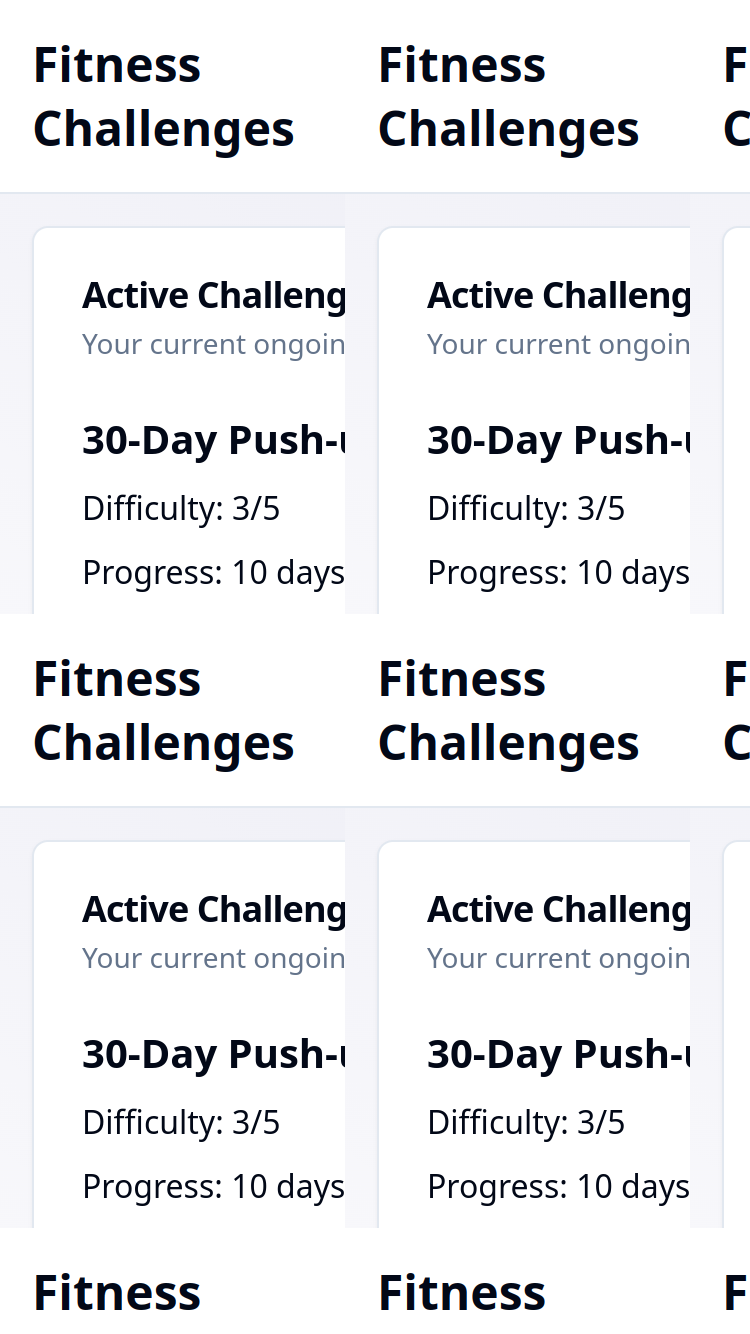 Fitness
Challenges
Active Challeng
Your current ongoin
30-Day Push-
Difficulty: 3/5
Progress: 10 days
Fitness
Challenges
Active Challeng
Your current ongoin
30-Day Push-
Difficulty: 3/5
Progress: 10 days
F
C
Fitness
Challenges
Active Challeng
Your current ongoin
30-Day Push-
Difficulty: 3/5
Progress: 10 days
Fitness
Challenges
Active Challeng
Your current ongoin
30-Day Push-
Difficulty: 3/5
Progress: 10 days
F
C
Fitness
Fitness
F